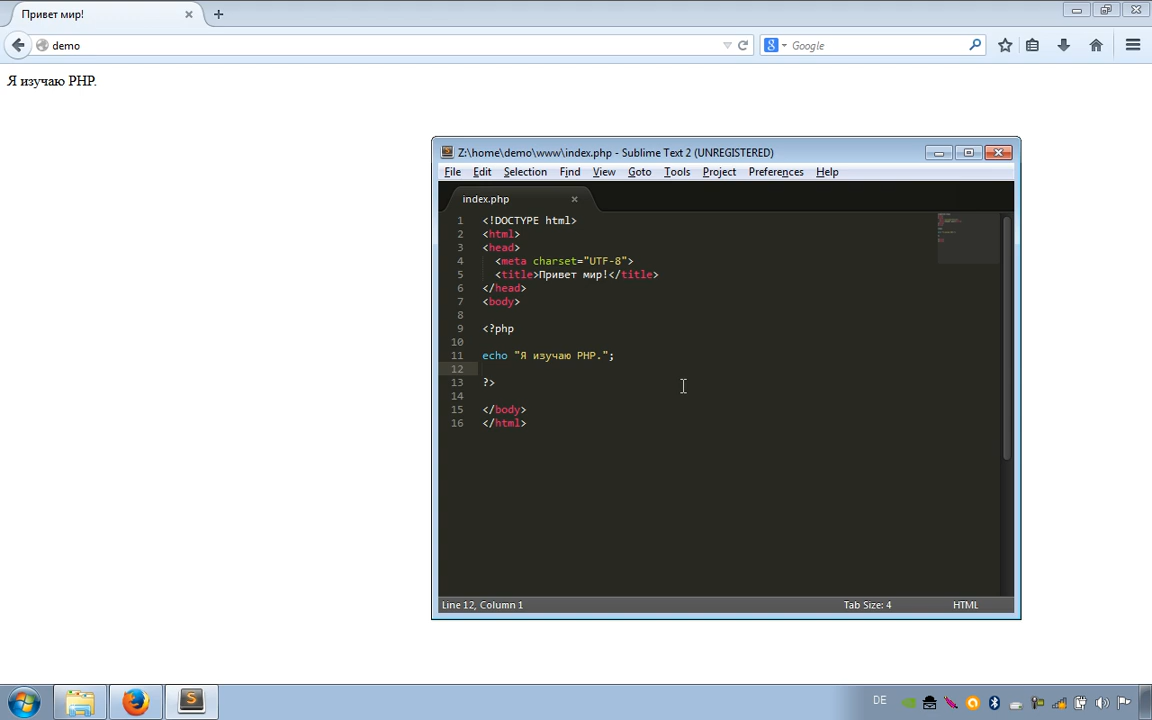 Привет мир!
demo
Google
Я изучаю PHP.
Z:\home\demo\www\index.php - Sublime Text 2 (UNREGISTERED)
File Edit Selection Find View Goto Tools Project Preferences Help
index.php
1 <!DOCTYPE html>
2 <html>
3 <head>
4 <meta charset="UTF-8">
5 <title>Привет мир!</title>
6 </head>
7 <body>
8
9 <?php
10
11 echo "Я изучаю PHP.";
12
13 ?>
14
15 </body>
16 </html>
Line 12, Column 1 Tab Size: 4 HTML
DE